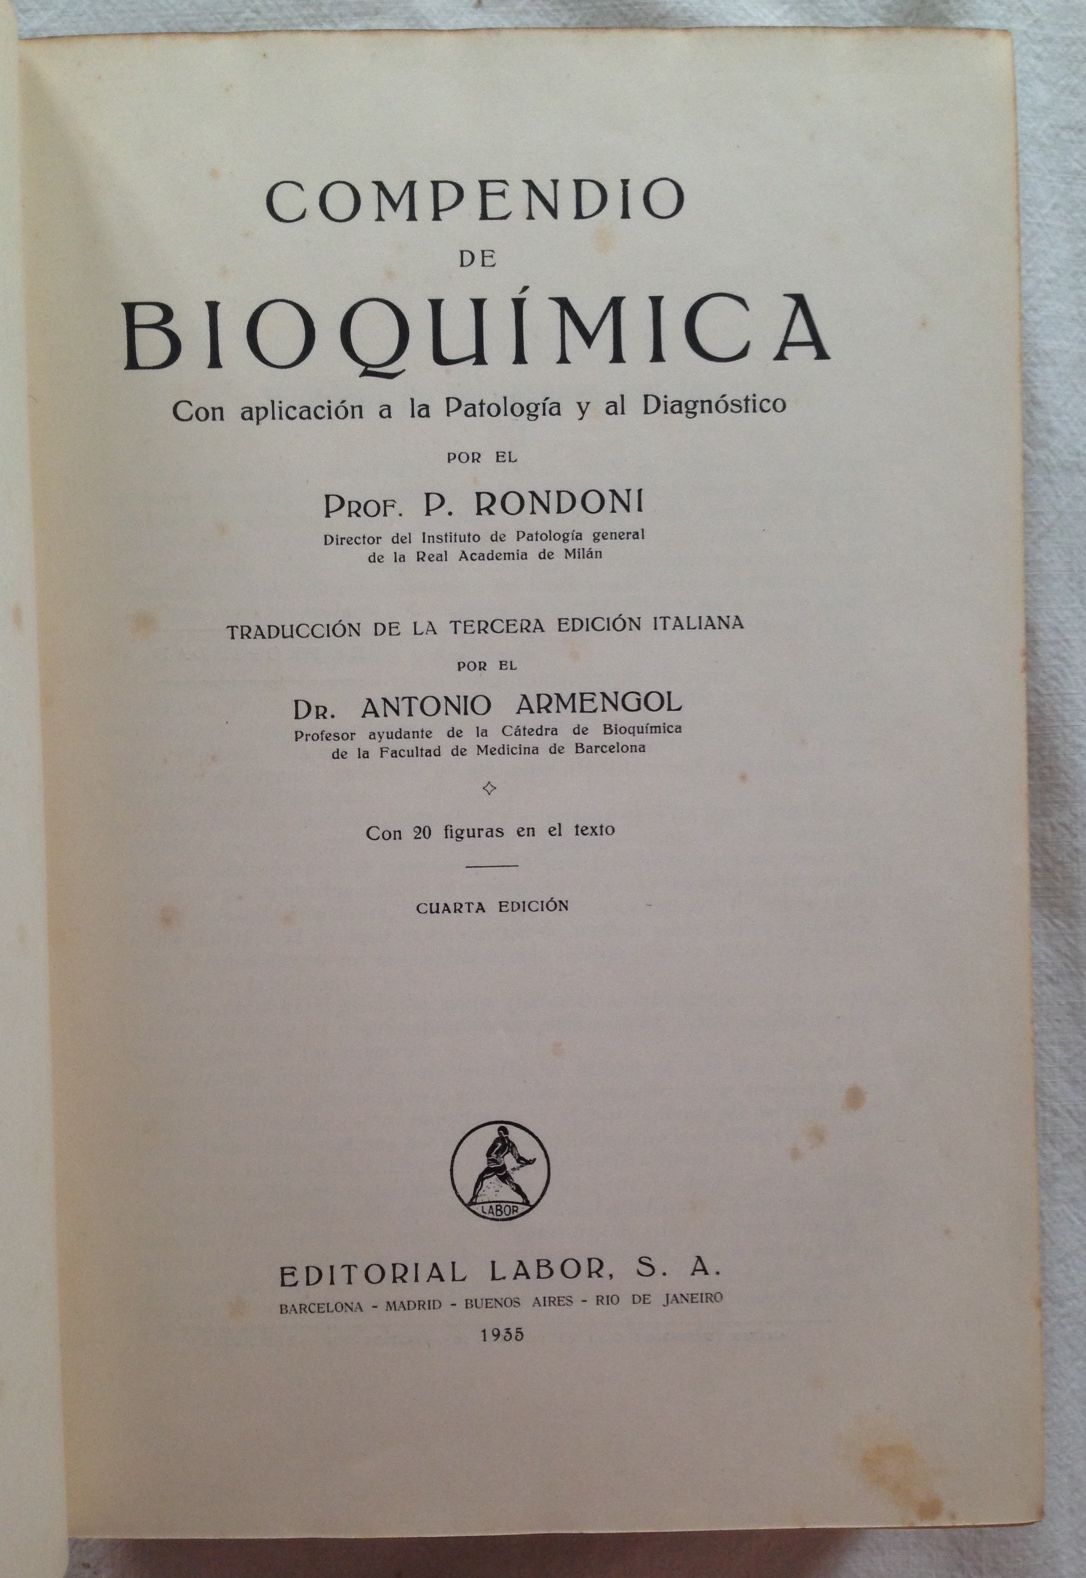 COMPENDIO
DE
BIOQUÍMICA
Con aplicación a la Patología y al Diagnóstico
POR EL
PROF. P. RONDONI
Director del Instituto de Patología general
de la Real Academia de Milán
TRADUCCIÓN DE LA TERCERA EDICIÓN ITALIANA
POR EL
DR. ANTONIO ARMENGOL
Profesor ayudante de la Cátedra de Bioquímica
de la Facultad de Medicina de Barcelona
Con 20 figuras en el texto
CUARTA EDICIÓN
LABOR
EDITORIAL LABOR, S. A.
BARCELONA - MADRID - BUENOS AIRES - RIO DE JANEIRO
1935